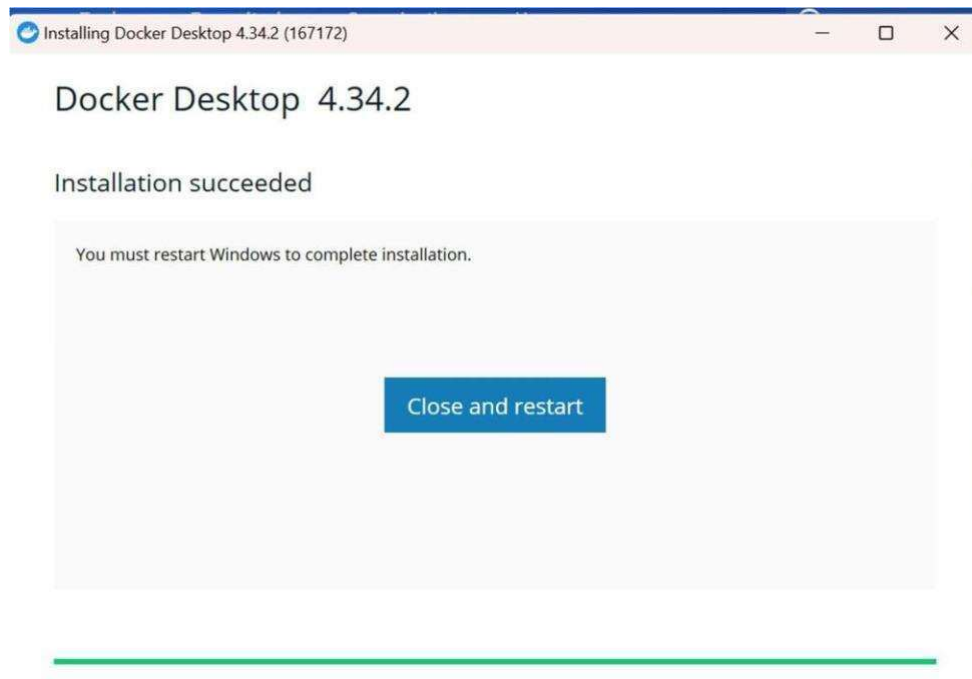 Installing Docker Desktop 4.34.2 (167172)
Docker Desktop 4.34.2
Installation succeeded
You must restart Windows to complete installation.
Close and restart